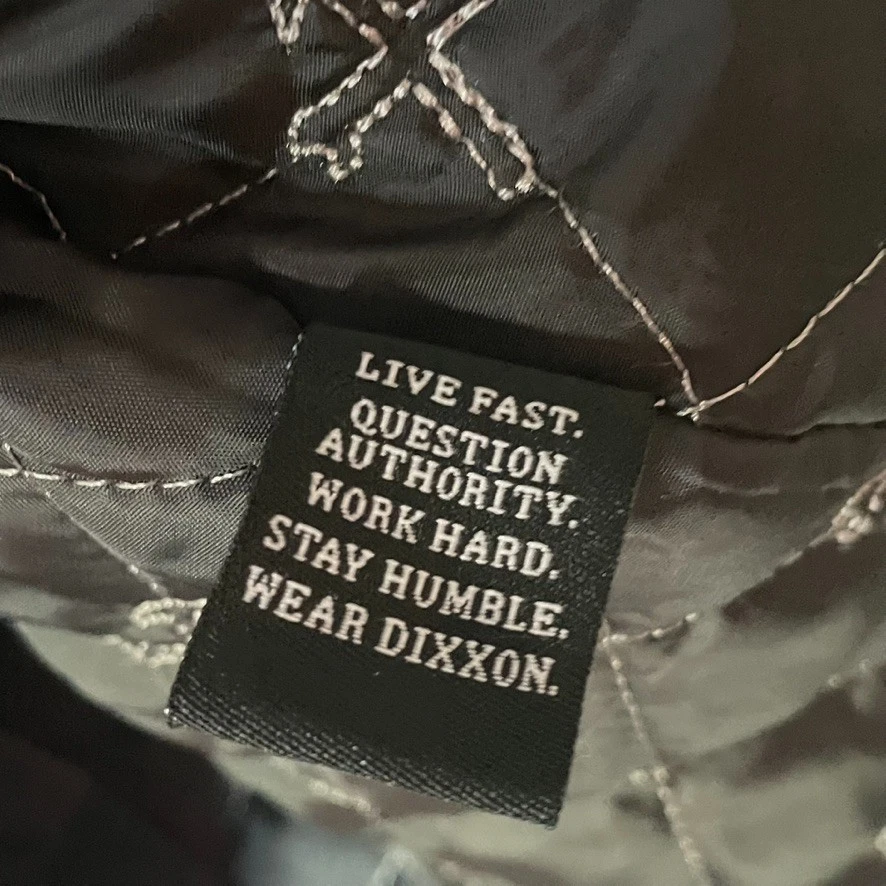 LIVE FAST.
QUESTION
AUTHORITY.
WORK HARD.
STAY HUMBLE.
WEAR DIXXON.